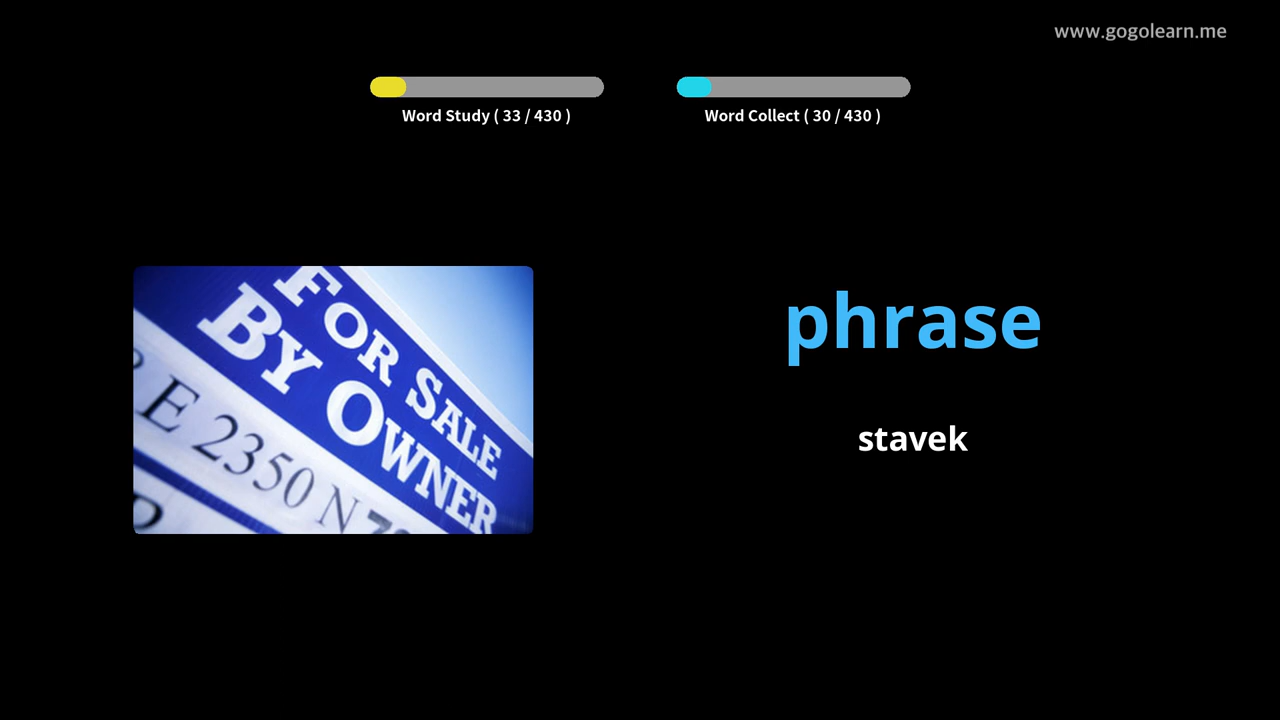 www.gogolearn.me
Word Study ( 33 / 430 )
Word Collect ( 30 / 430 )
FOR SALE
BY OWNER
E 2350 N
phrase
stavek